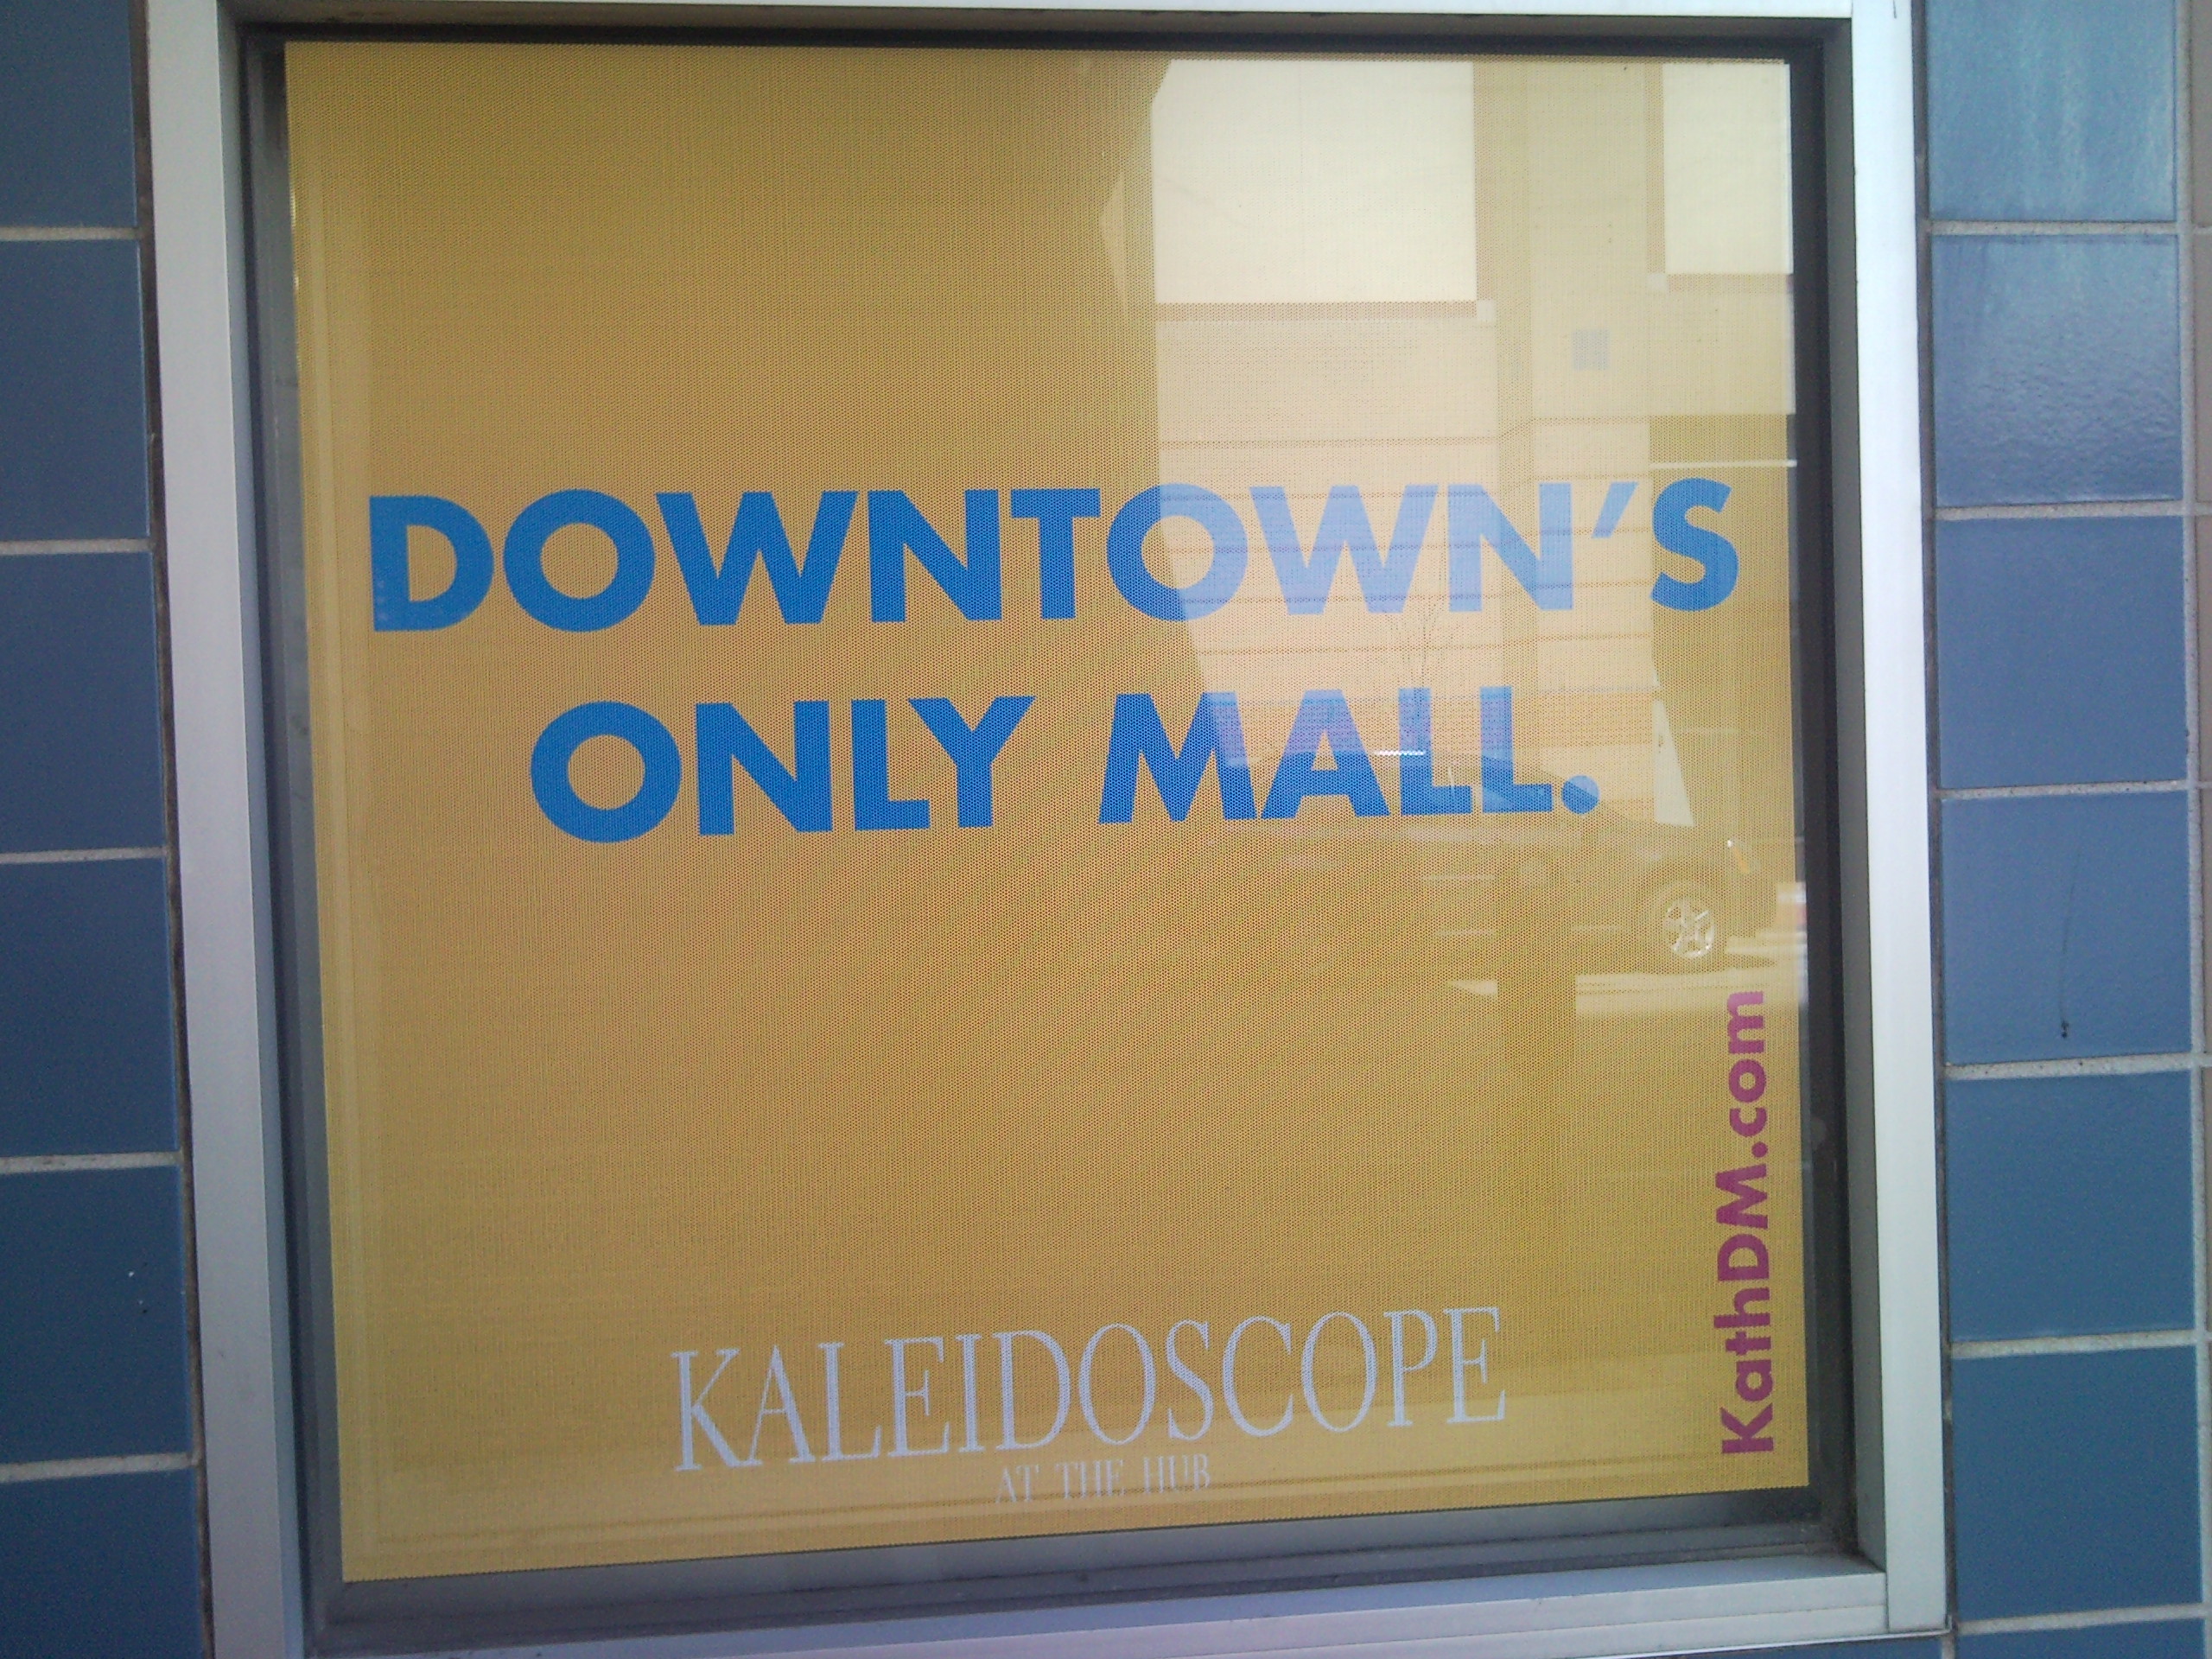 DOWNTOWN'S
ONLY MALL.
KALEIDOSCOPE
AT THE HUB
KathDM.com